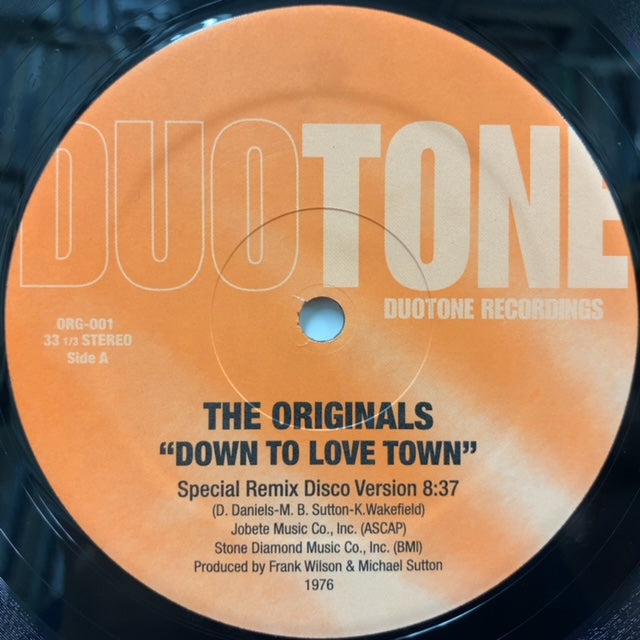 DUOTONE
DUOTONE RECORDINGS
ORG-001
33 1/3 STEREO
Side A
THE ORIGINALS
“DOWN TO LOVE TOWN”
Special Remix Disco Version 8:37
(D. Daniels-M. B. Sutton-K.Wakefield)
Jobete Music Co., Inc. (ASCAP)
Stone Diamond Music Co., Inc. (BMI)
Produced by Frank Wilson & Michael Sutton
1976